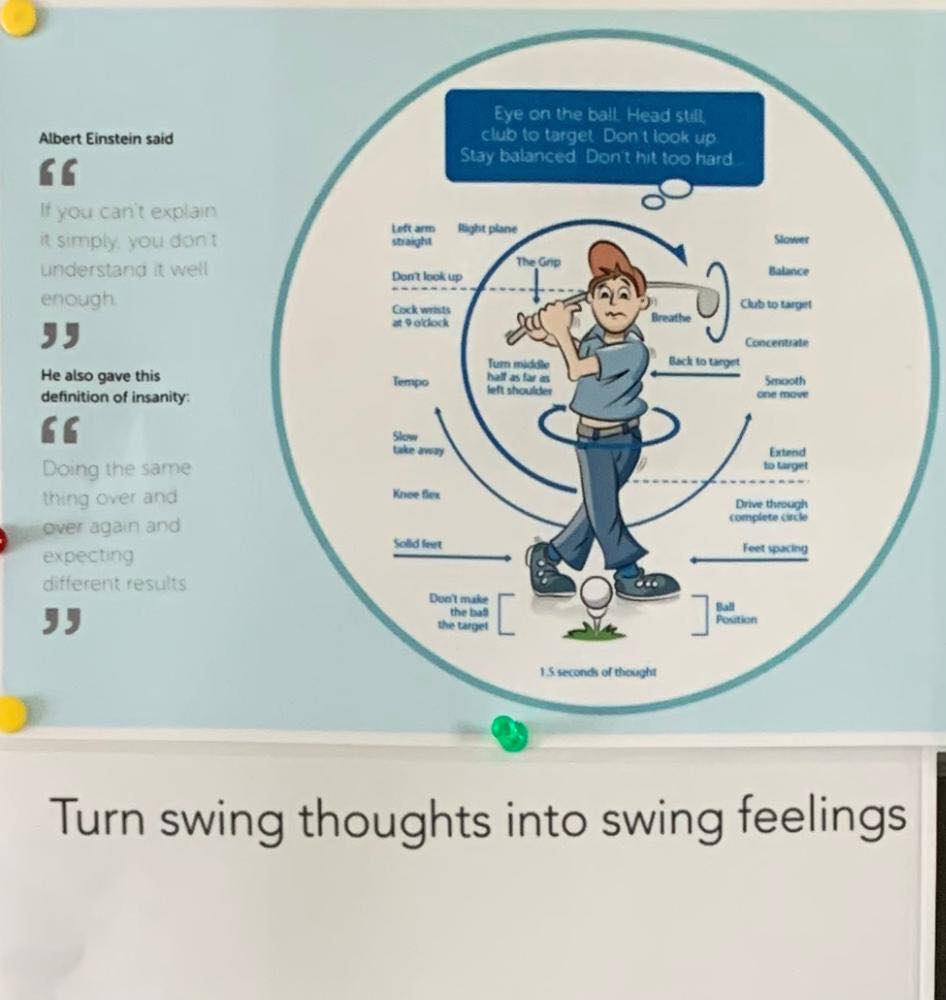 Albert Einstein said
“
If you can't explain
it simply, you don't
understand it well
enough.
”
He also gave this
definition of insanity:
“
Doing the same
thing over and
over again and
expecting
different results
”
Eye on the ball. Head still,
club to target. Don't look up.
Stay balanced. Don't hit too hard...
Left arm
straight
Right plane
The Grip
Don't look up
Cock wrists
at 9 o'clock
Turn middle
half as far as
left shoulder
Tempo
Slow
take away
Knee flex
Solid feet
Don't make
the ball
the target
Slower
Balance
Club to target
Breathe
Concentrate
Back to target
Smooth
one move
Extend
to target
Drive through
complete circle
Feet spacing
Ball
Position
1.5 seconds of thought
Turn swing thoughts into swing feelings